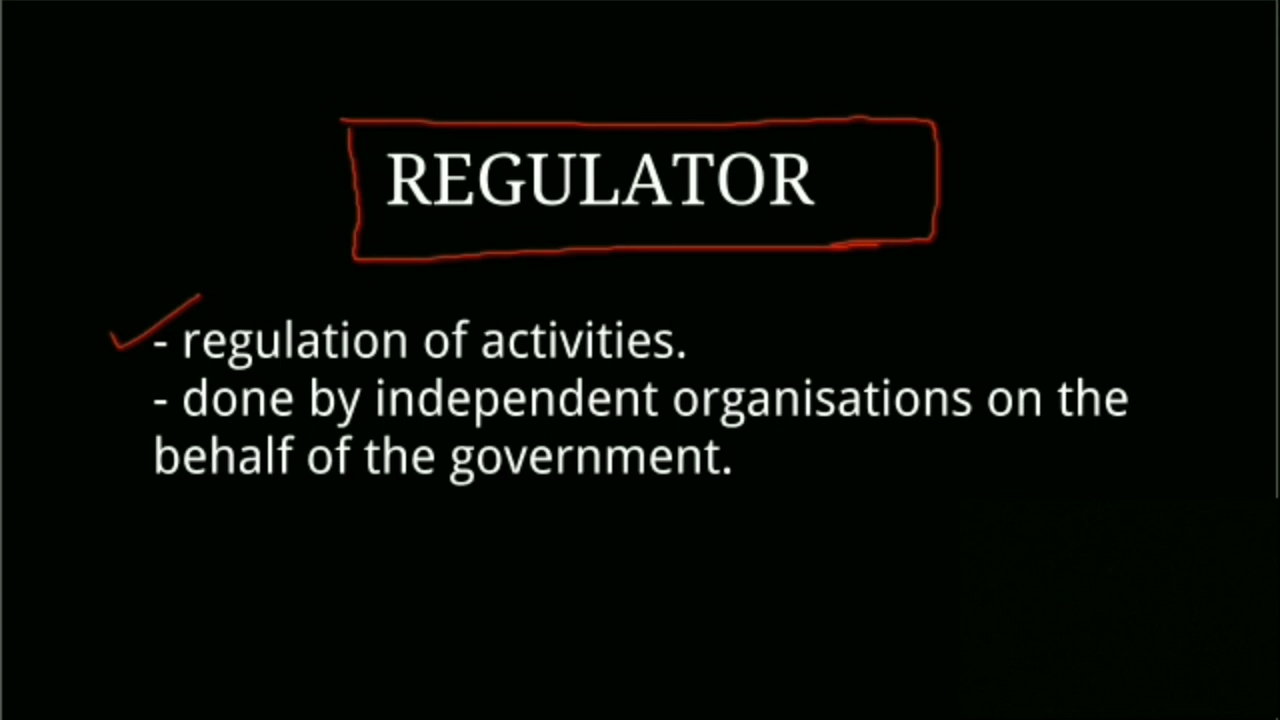 REGULATOR
- regulation of activities.
- done by independent organisations on the
behalf of the government.